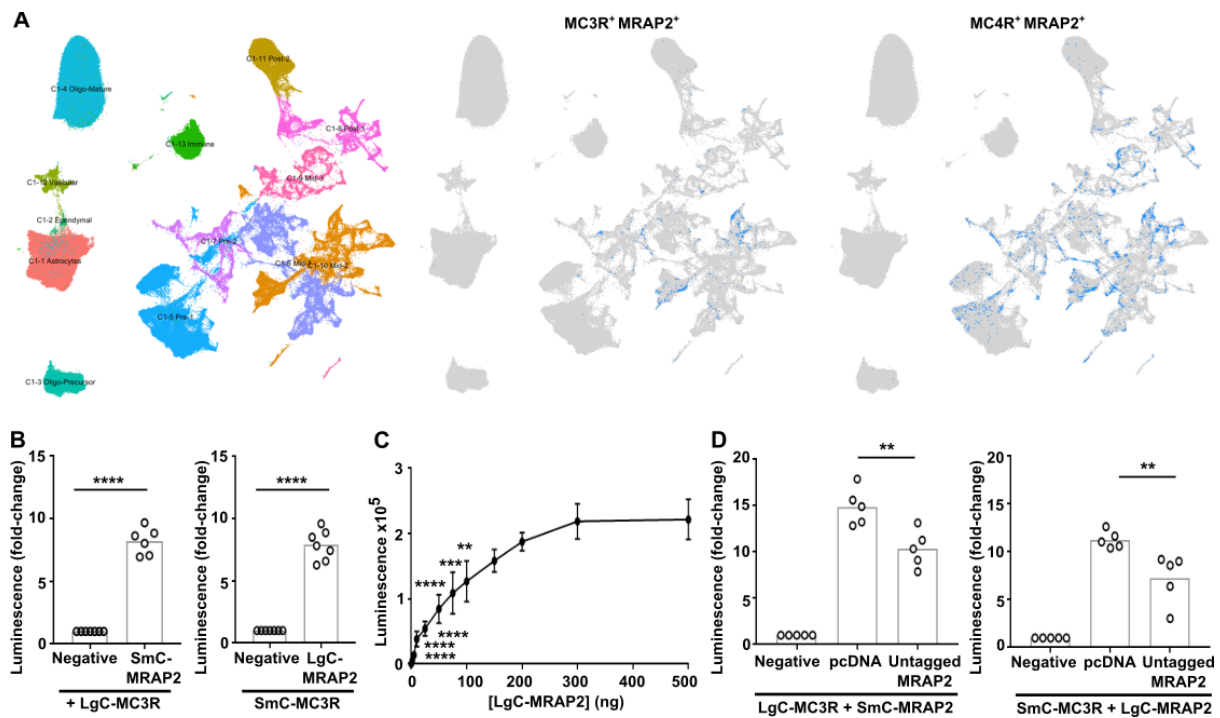 A
MC3R⁺ MRAP2⁺
MC4R⁺ MRAP2⁺
C1-11 Post-2
C1-4 Oligo-Mature
C1-8 Post-1
C1-13 Immune
C1-9 Mid-3
C1-12 Vascular
C1-2 Ependymal
C1-7 Pre-2
C1-1 Astrocytes
C1-10 Mid-2
C1-5 Pre-1
C1-3 Oligo-Precursor
B
Luminescence (fold-change)
15
10
5
0
****
Negative
SmC-
MRAP2
+ LgC-MC3R
Luminescence (fold-change)
15
10
5
0
****
Negative
LgC-
MRAP2
SmC-MC3R
C
Luminescence x10⁵
3
2
1
0
****
***
**
****
****
****
0
100
200
300
400
500
[LgC-MRAP2] (ng)
D
Luminescence (fold-change)
20
15
10
5
0
**
Negative
pcDNA
Untagged
MRAP2
LgC-MC3R + SmC-MRAP2
Luminescence (fold-change)
20
15
10
5
0
**
Negative
pcDNA
Untagged
MRAP2
SmC-MC3R + LgC-MRAP2